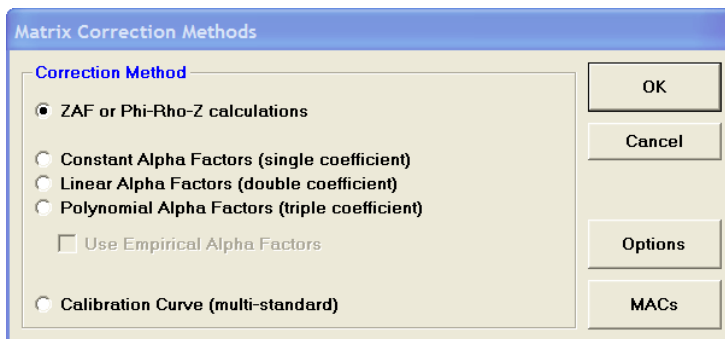 Matrix Correction Methods
Correction Method
ZAF or Phi-Rho-Z calculations
Constant Alpha Factors (single coefficient)
Linear Alpha Factors (double coefficient)
Polynomial Alpha Factors (triple coefficient)
Use Empirical Alpha Factors
Calibration Curve (multi-standard)
OK
Cancel
Options
MACs